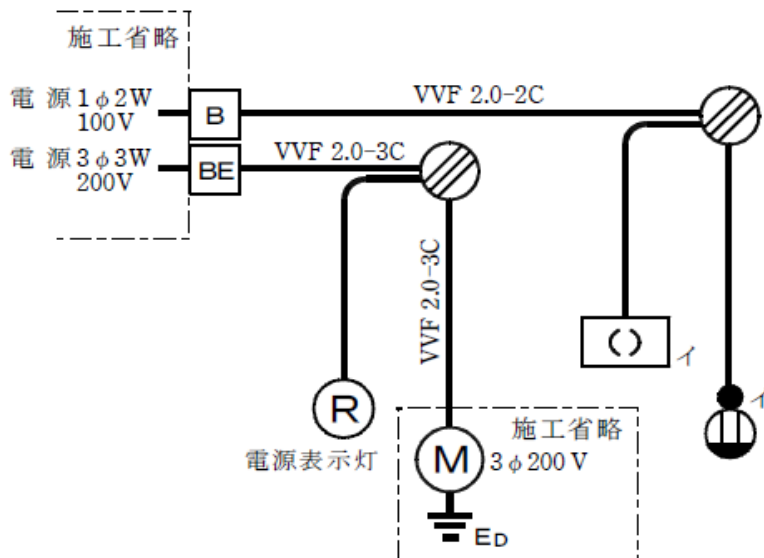 施工省略
電源1φ2W
100V
B
VVF 2.0-2C
電源3φ3W
200V
BE
VVF 2.0-3C
VVF 2.0-3C
( )
イ
イ
R
電源表示灯
施工省略
M
3φ200V
ED